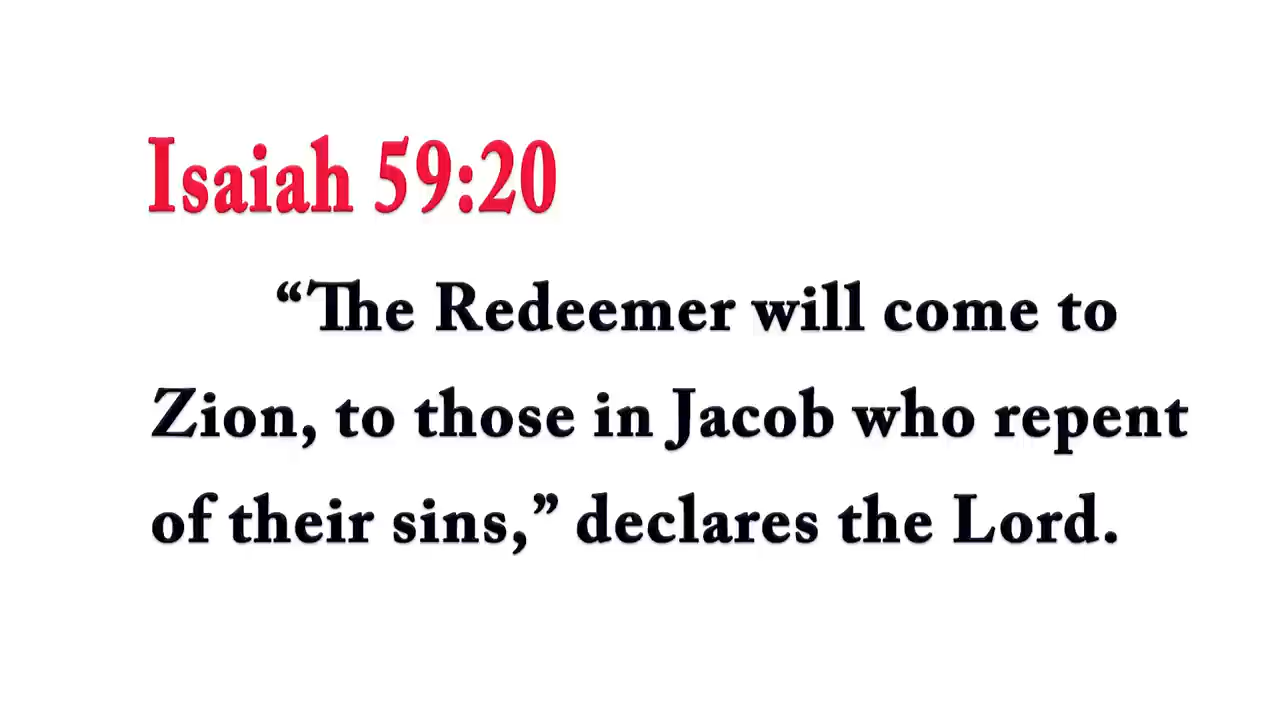 Isaiah 59:20
“The Redeemer will come to
Zion, to those in Jacob who repent
of their sins,” declares the Lord.